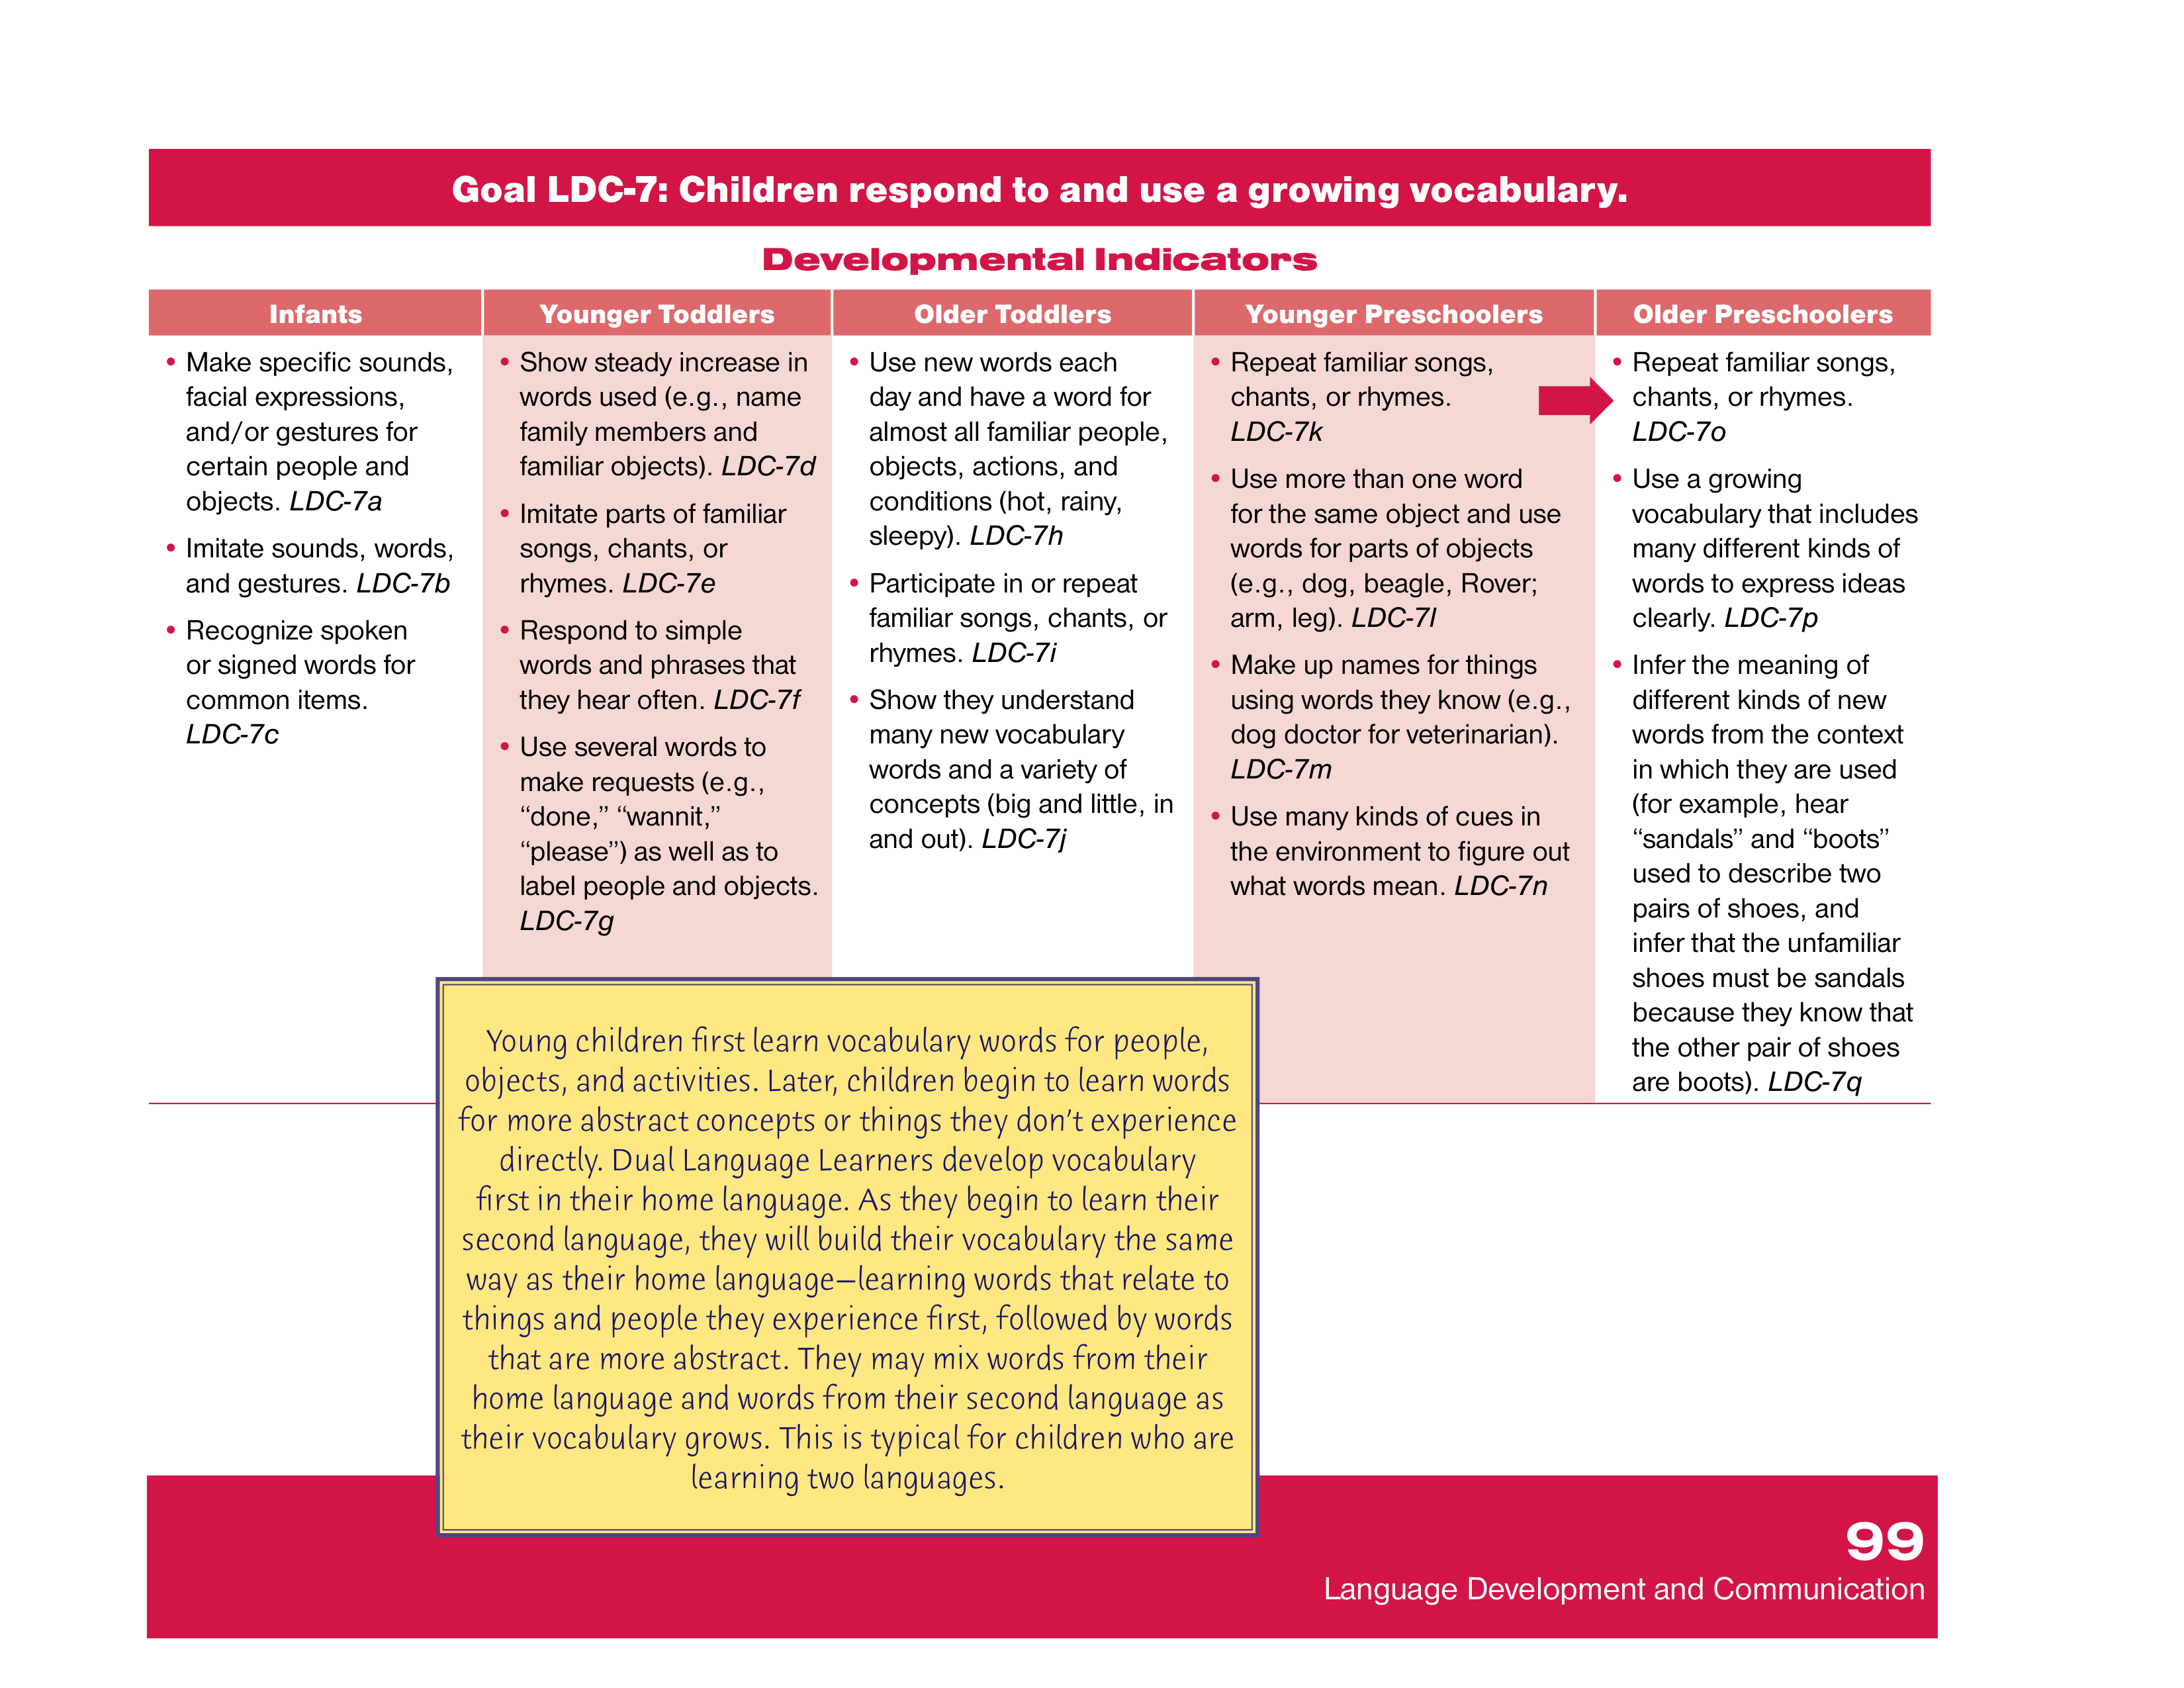 Goal LDC-7: Children respond to and use a growing vocabulary.
Developmental Indicators
Infants
• Make specific sounds,
facial expressions,
and/or gestures for
certain people and
objects. LDC-7a
• Imitate sounds, words,
and gestures. LDC-7b
• Recognize spoken
or signed words for
common items.
LDC-7c
Younger Toddlers
• Show steady increase in
words used (e.g., name
family members and
familiar objects). LDC-7d
• Imitate parts of familiar
songs, chants, or
rhymes. LDC-7e
• Respond to simple
words and phrases that
they hear often. LDC-7f
• Use several words to
make requests (e.g.,
“done,” “wannit,”
“please”) as well as to
label people and objects.
LDC-7g
Older Toddlers
• Use new words each
day and have a word for
almost all familiar people,
objects, actions, and
conditions (hot, rainy,
sleepy). LDC-7h
• Participate in or repeat
familiar songs, chants, or
rhymes. LDC-7i
• Show they understand
many new vocabulary
words and a variety of
concepts (big and little, in
and out). LDC-7j
Younger Preschoolers
• Repeat familiar songs,
chants, or rhymes.
LDC-7k
• Use more than one word
for the same object and use
words for parts of objects
(e.g., dog, beagle, Rover;
arm, leg). LDC-7l
• Make up names for things
using words they know (e.g.,
dog doctor for veterinarian).
LDC-7m
• Use many kinds of cues in
the environment to figure out
what words mean. LDC-7n
Older Preschoolers
• Repeat familiar songs,
chants, or rhymes.
LDC-7o
• Use a growing
vocabulary that includes
many different kinds of
words to express ideas
clearly. LDC-7p
• Infer the meaning of
different kinds of new
words from the context
in which they are used
(for example, hear
“sandals” and “boots”
used to describe two
pairs of shoes, and
infer that the unfamiliar
shoes must be sandals
because they know that
the other pair of shoes
are boots). LDC-7q
Young children first learn vocabulary words for people,
objects, and activities. Later, children begin to learn words
for more abstract concepts or things they don’t experience
directly. Dual Language Learners develop vocabulary
first in their home language. As they begin to learn their
second language, they will build their vocabulary the same
way as their home language—learning words that relate to
things and people they experience first, followed by words
that are more abstract. They may mix words from their
home language and words from their second language as
their vocabulary grows. This is typical for children who are
learning two languages.
99
Language Development and Communication